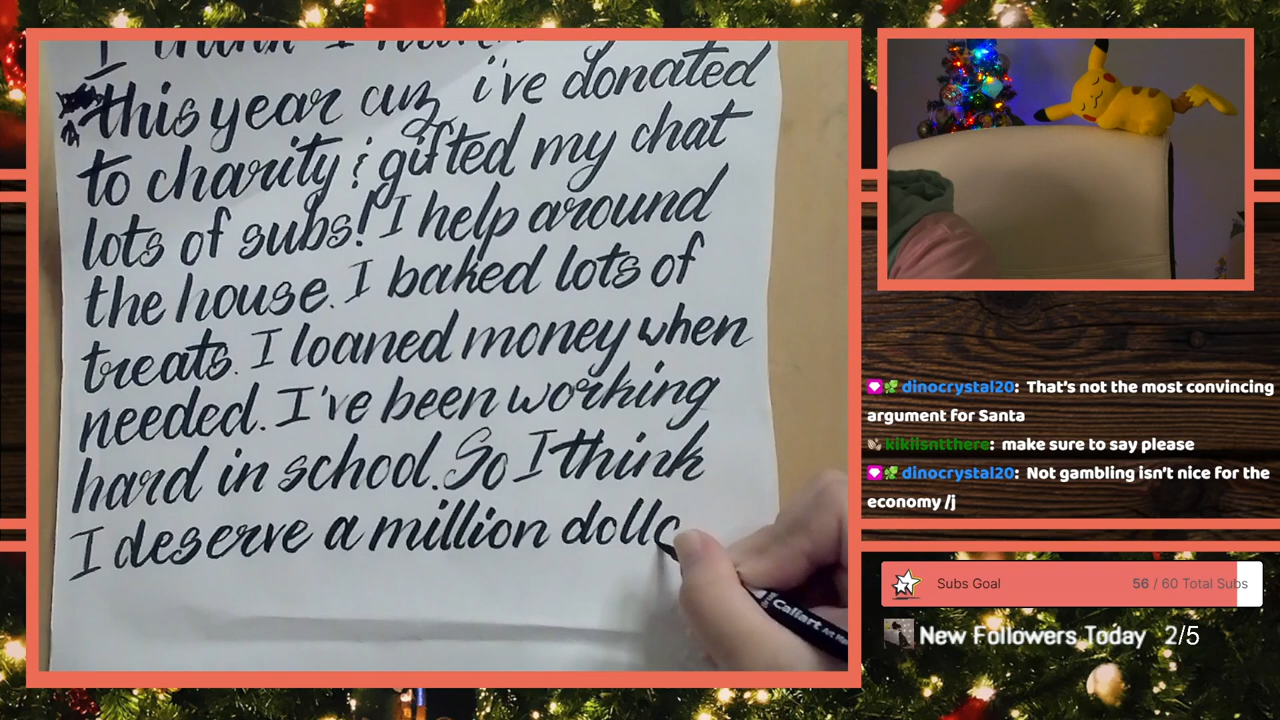 I think I
this year cuz i've donated
to charity & gifted my chat
lots of subs! I help around
the house. I baked lots of
treats. I loaned money when
needed. I've been working
hard in school. So I think
I deserve a million dolla
Callart
dinocrystal20: That's not the most convincing
argument for Santa
kikiisntthere: make sure to say please
dinocrystal20: Not gambling isn't nice for the
economy /j
Subs Goal 56 / 60 Total Subs
New Followers Today 2/5